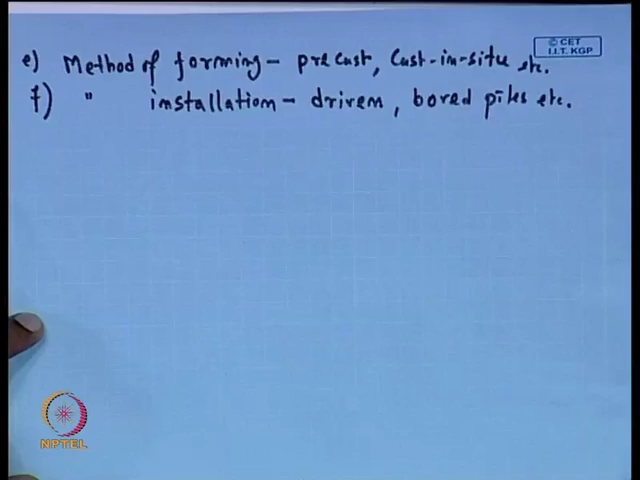 © CET
I.I.T. KGP
e) Method of forming - precast, Cast-in-situ etc.
f) " installation - driven, bored piles etc.
NPTEL